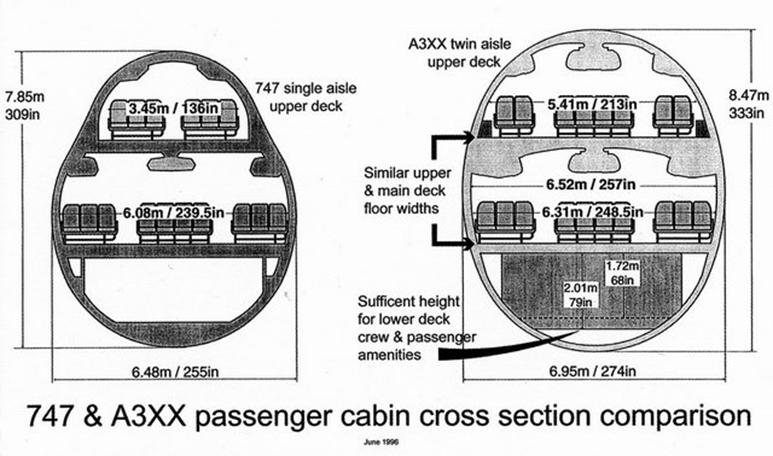 7.85m
309in
747 single aisle
upper deck
3.45m / 136in
6.08m / 239.5in
6.48m / 255in
A3XX twin aisle
upper deck
8.47m
333in
5.41m / 213in
Similar upper
& main deck
floor widths
6.52m / 257in
6.31m / 248.5in
1.72m
68in
2.01m
79in
Sufficent height
for lower deck
crew & passenger
amenities
6.95m / 274in
747 & A3XX passenger cabin cross section comparison
June 1996